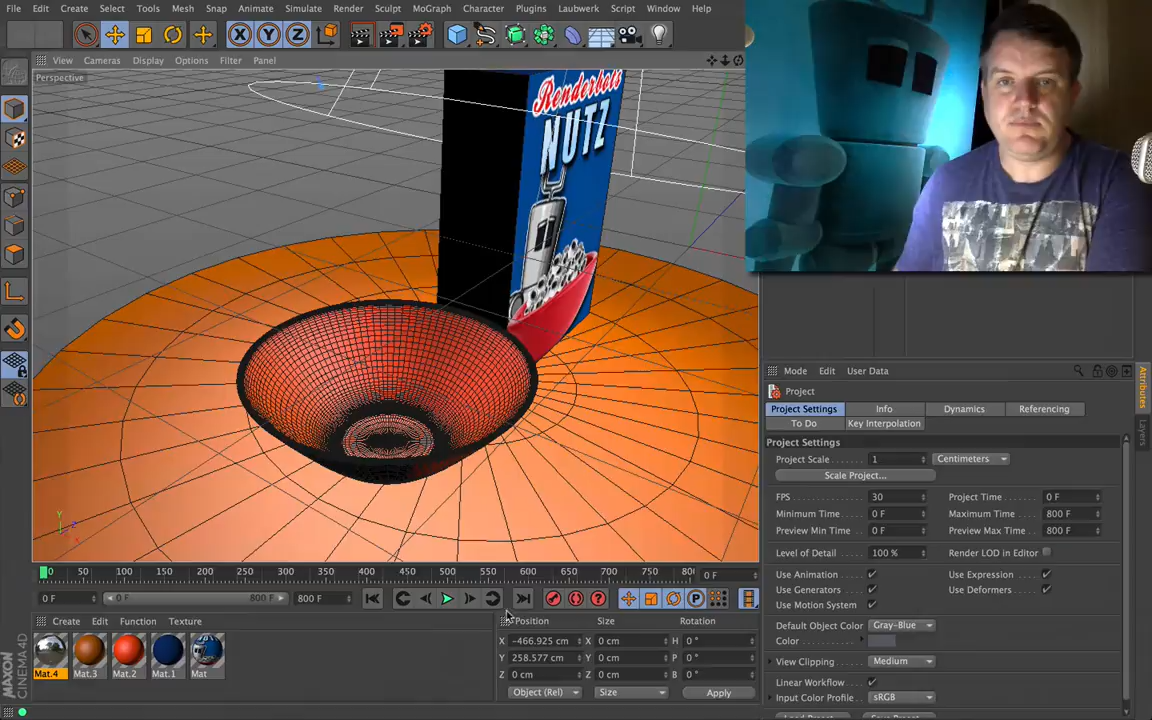 File Edit Create Select Tools Mesh Snap Animate Simulate Render Sculpt MoGraph Character Plugins Laubwerk Script Window Help
View Cameras Display Options Filter Panel
Perspective
Renderbolt
NUTZ
X Y Z
Mode Edit User Data
Project
Project Settings Info Dynamics Referencing
To Do Key Interpolation
Project Settings
Project Scale 1 Centimeters
Scale Project...
FPS 30 Project Time 0 F
Minimum Time 0 F Maximum Time 800 F
Preview Min Time 0 F Preview Max Time 800 F
Level of Detail 100 % Render LOD in Editor
Use Animation Use Expression
Use Generators Use Deformers
Use Motion System
Default Object Color Gray-Blue
Color
View Clipping Medium
Linear Workflow
Input Color Profile sRGB
Attributes
Layers
Y Z X
0 50 100 150 200 250 300 350 400 450 500 550 600 650 700 750 80 0 F
0 F 0 F 800 F 800 F
Create Edit Function Texture
Mat.4 Mat.3 Mat.2 Mat.1 Mat
Position Size Rotation
X -466.925 cm X 0 cm H 0 °
Y 258.577 cm Y 0 cm P 0 °
Z 0 cm Z 0 cm B 0 °
Object (Rel) Size Apply
MAXON CINEMA4D